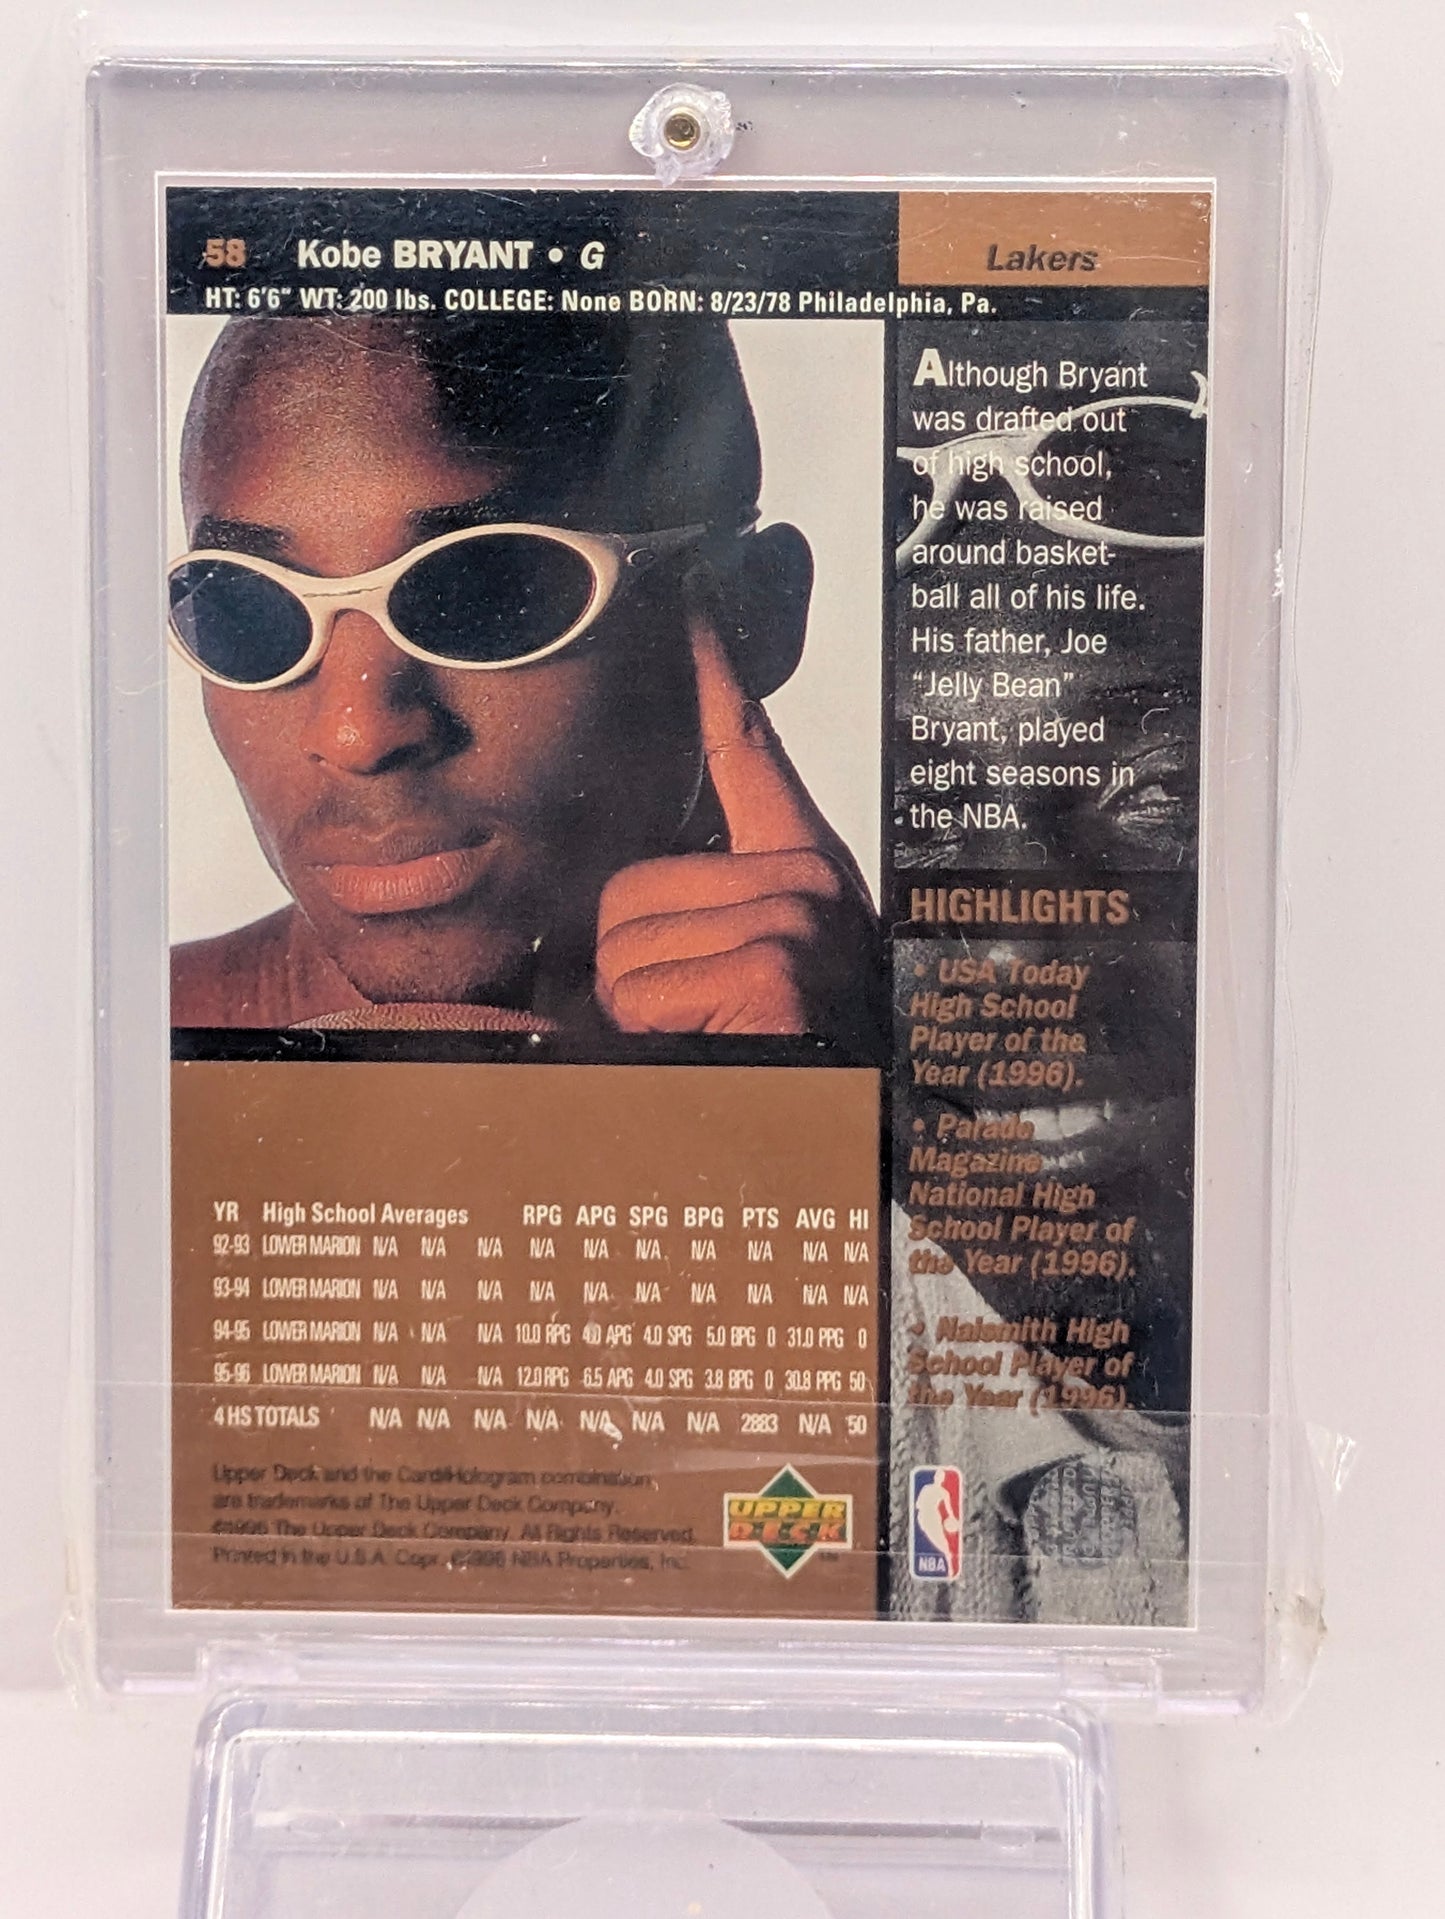 58 Kobe BRYANT • G
Lakers
HT: 6'6" WT: 200 lbs. COLLEGE: None BORN: 8/23/78 Philadelphia, Pa.
Although Bryant
was drafted out
of high school,
he was raised
around basket-
ball all of his life.
His father, Joe
"Jelly Bean"
Bryant, played
eight seasons in
the NBA.
HIGHLIGHTS
• USA Today
High School
Player of the
Year (1996).
• Parade
Magazine
National High
School Player of
the Year (1996).
• Naismith High
School Player of
the Year (1996).
YR High School Averages RPG APG SPG BPG PTS AVG HI
92-93 LOWER MARION N/A N/A N/A N/A N/A N/A N/A N/A N/A N/A
93-94 LOWER MARION N/A N/A N/A N/A N/A N/A N/A N/A N/A N/A
94-95 LOWER MARION N/A N/A N/A 10.0 RPG 4.0 APG 4.0 SPG 5.0 BPG 0 31.0 PPG 0
95-96 LOWER MARION N/A N/A N/A 12.0 RPG 6.5 APG 4.0 SPG 3.8 BPG 0 30.8 PPG 50
4 HS TOTALS N/A N/A N/A N/A N/A N/A N/A 2883 N/A 50
Upper Deck and the Card/Hologram combination,
are trademarks of The Upper Deck Company.
©1996 The Upper Deck Company. All Rights Reserved.
Printed in the U.S.A. Copr. ©1996 NBA Properties, Inc.
UPPER
DECK
TM
NBA